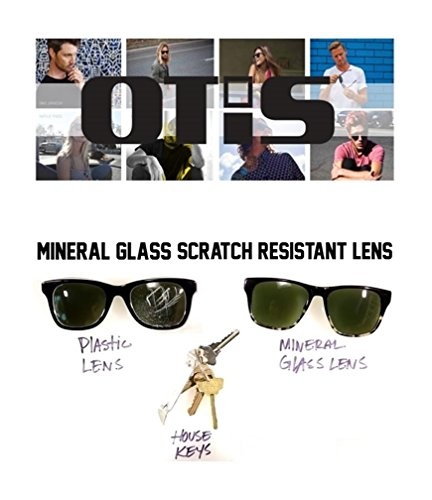 OTIS
MINERAL GLASS SCRATCH RESISTANT LENS
PLASTIC
LENS
MINERAL
GLASS LENS
HOUSE
KEYS